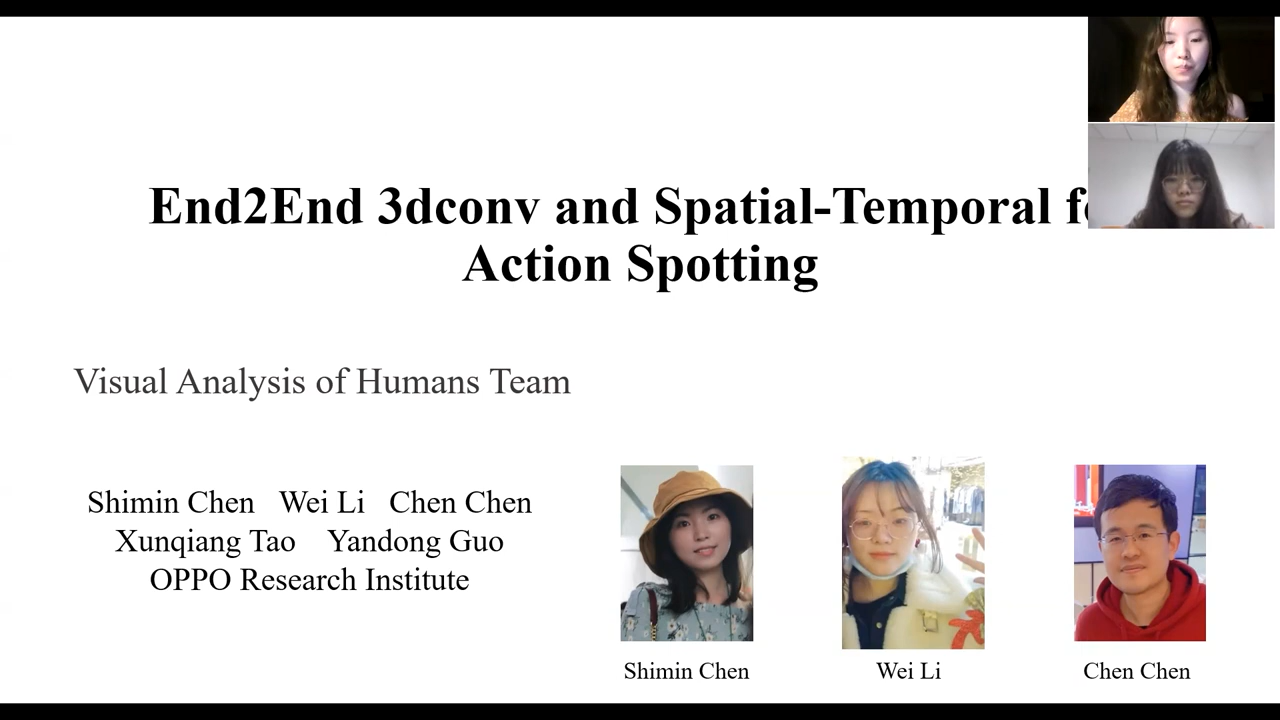 End2End 3dconv and Spatial-Temporal
Action Spotting
Visual Analysis of Humans Team
Shimin Chen Wei Li Chen Chen
Xunqiang Tao Yandong Guo
OPPO Research Institute
Shimin Chen
Wei Li
Chen Chen